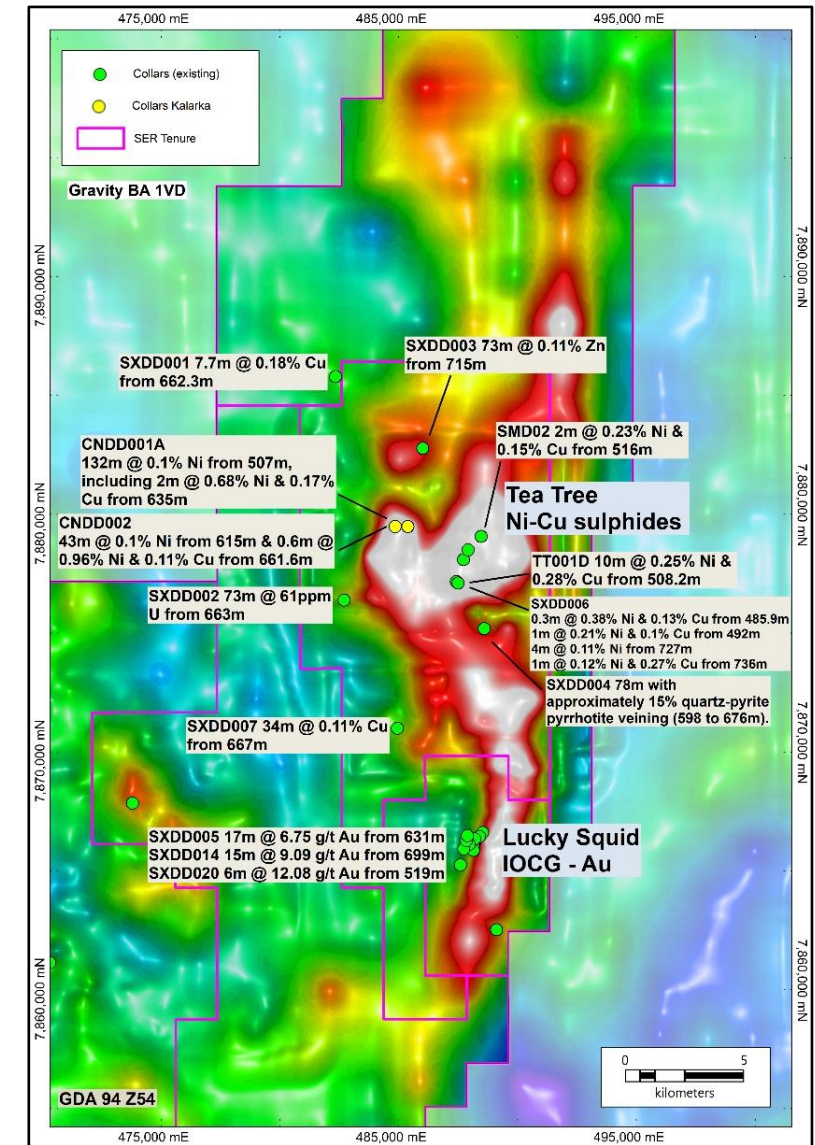 475,000 mE
485,000 mE
495,000 mE
Collars (existing)
Collars Kalarka
SER Tenure
Gravity BA 1VD
7,890,000 mN
7,890,000 mN
SXDD001 7.7m @ 0.18% Cu
from 662.3m
SXDD003 73m @ 0.11% Zn
from 715m
CNDD001A
132m @ 0.1% Ni from 507m,
including 2m @ 0.68% Ni & 0.17%
Cu from 635m
SMD02 2m @ 0.23% Ni &
0.15% Cu from 516m
Tea Tree
Ni-Cu sulphides
7,880,000 mN
7,880,000 mN
CNDD002
43m @ 0.1% Ni from 615m & 0.6m @
0.96% Ni & 0.11% Cu from 661.6m
TT001D 10m @ 0.25% Ni &
0.28% Cu from 508.2m
SXDD002 73m @ 61ppm
U from 663m
SXDD006
0.3m @ 0.38% Ni & 0.13% Cu from 485.9m
1m @ 0.21% Ni & 0.1% Cu from 492m
4m @ 0.11% Ni from 727m
1m @ 0.12% Ni & 0.27% Cu from 736m
SXDD004 78m with
approximately 15% quartz-pyrite
pyrrhotite veining (598 to 676m).
SXDD007 34m @ 0.11% Cu
from 667m
7,870,000 mN
7,870,000 mN
SXDD005 17m @ 6.75 g/t Au from 631m
SXDD014 15m @ 9.09 g/t Au from 699m
SXDD020 6m @ 12.08 g/t Au from 519m
Lucky Squid
IOCG - Au
7,860,000 mN
7,860,000 mN
0
5
kilometers
GDA 94 Z54
475,000 mE
485,000 mE
495,000 mE